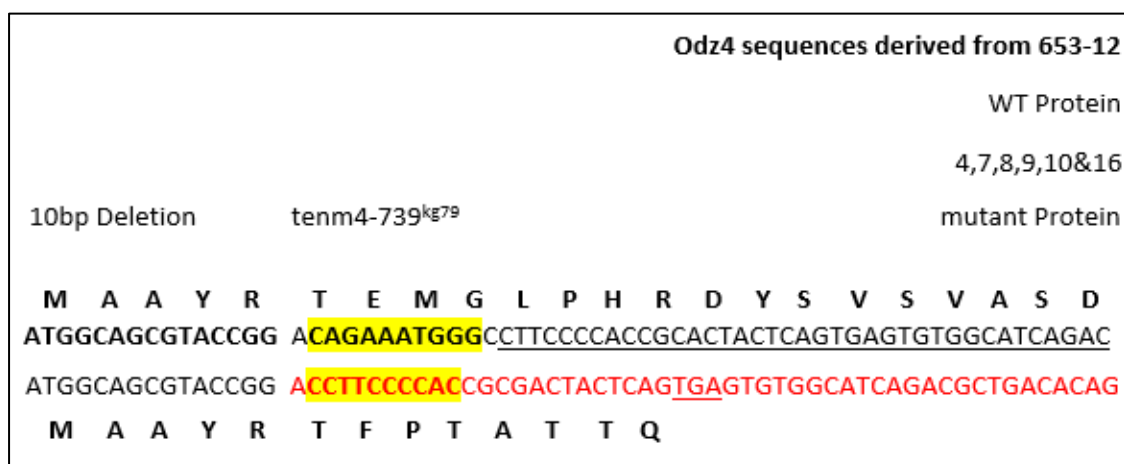 Odz4 sequences derived from 653-12
WT Protein
4,7,8,9,10&16
10bp Deletion tenm4-739kg79 mutant Protein
M A A Y R T E M G L P H R D Y S V S V A S D
ATGGCAGCGTACCGG ACAGAAATGGGCCTTCCCCACCGCACTACTCAGTGAGTGTGGCATCAGAC
ATGGCAGCGTACCGG ACCTTCCCCACCGCGACTACTCAGTGAGTGTGGCATCAGACGCTGACACAG
M A A Y R T F P T A T T Q